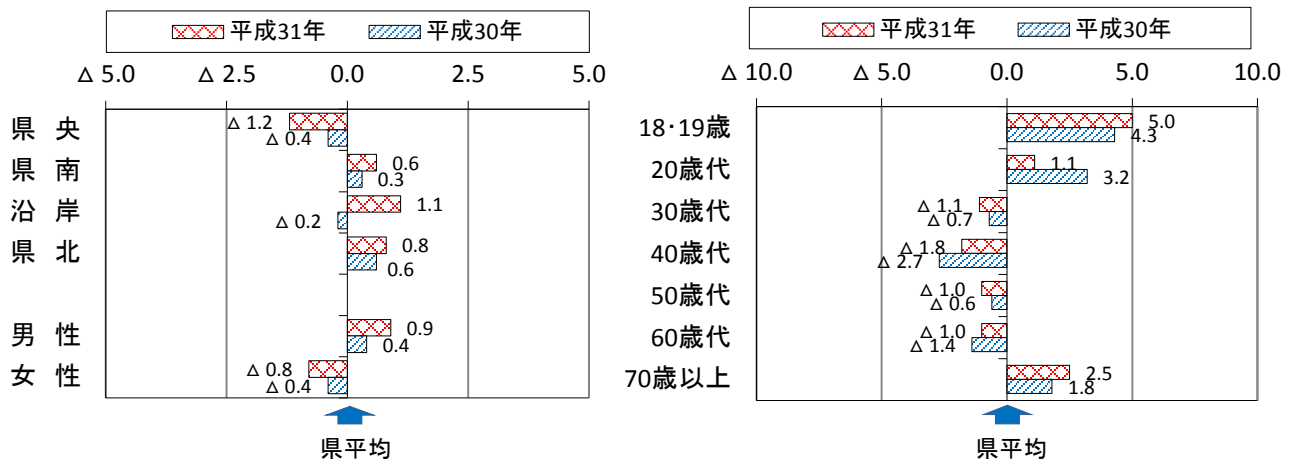 平成31年 平成30年
△ 5.0 △ 2.5 0.0 2.5 5.0
県央 △ 1.2
△ 0.4
県南 0.6
0.3
沿岸 1.1
△ 0.2
県北 0.8
0.6
男性 0.9
0.4
女性 △ 0.8
△ 0.4
県平均
平成31年 平成30年
△ 10.0 △ 5.0 0.0 5.0 10.0
18・19歳 5.0
4.3
20歳代 1.1
3.2
30歳代 △ 1.1
△ 0.7
40歳代 △ 1.8
△ 2.7
50歳代 △ 1.0
△ 0.6
60歳代 △ 1.0
△ 1.4
70歳以上 2.5
1.8
県平均